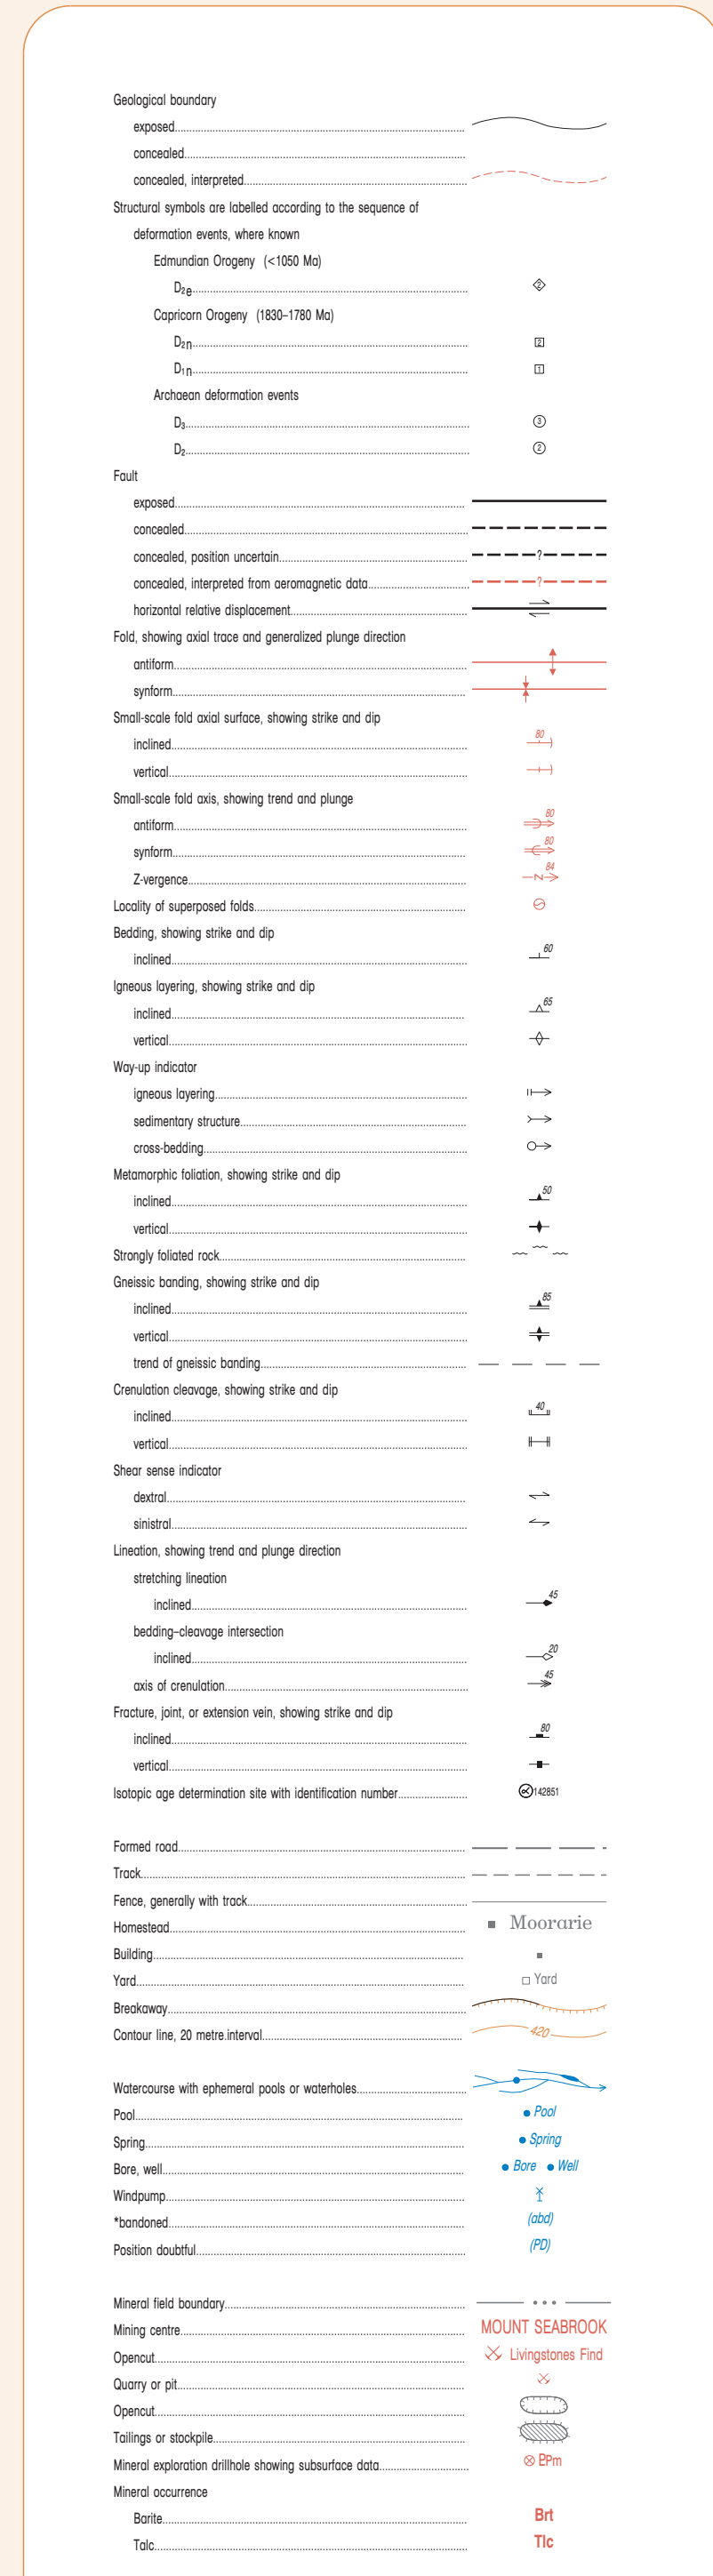 Geological boundary
exposed
concealed
concealed, interpreted
Structural symbols are labelled according to the sequence of
deformation events, where known
Edmundian Orogeny (<1050 Ma)
D₂e 2
Capricorn Orogeny (1830–1780 Ma)
D₂n 2
D₁n 1
Archaean deformation events
D₃ 3
D₂ 2
Fault
exposed
concealed
concealed, position uncertain ?
concealed, interpreted from aeromagnetic data ?
horizontal relative displacement
Fold, showing axial trace and generalized plunge direction
antiform
synform
Small-scale fold axial surface, showing strike and dip
inclined 80
vertical
Small-scale fold axis, showing trend and plunge
antiform 80
synform 80
Z-vergence Z 84
Locality of superposed folds
Bedding, showing strike and dip
inclined 60
Igneous layering, showing strike and dip
inclined 65
vertical
Way-up indicator
igneous layering
sedimentary structure
cross-bedding
Metamorphic foliation, showing strike and dip
inclined 50
vertical
Strongly foliated rock
Gneissic banding, showing strike and dip
inclined 85
vertical
trend of gneissic banding
Crenulation cleavage, showing strike and dip
inclined 40
vertical
Shear sense indicator
dextral
sinistral
Lineation, showing trend and plunge direction
stretching lineation
inclined 45
bedding–cleavage intersection
inclined 20
axis of crenulation 45
Fracture, joint, or extension vein, showing strike and dip
inclined 80
vertical
Isotopic age determination site with identification number 142851
Formed road
Track
Fence, generally with track
Homestead Moorarie
Building
Yard Yard
Breakaway
Contour line, 20 metre.interval 420
Watercourse with ephemeral pools or waterholes
Pool Pool
Spring Spring
Bore, well Bore Well
Windpump
*bandoned (abd)
Position doubtful (PD)
Mineral field boundary
Mining centre MOUNT SEABROOK
Opencut Livingstones Find
Quarry or pit
Opencut
Tailings or stockpile
Mineral exploration drillhole showing subsurface data
Mineral occurrence
Barite Brt
Talc Tlc